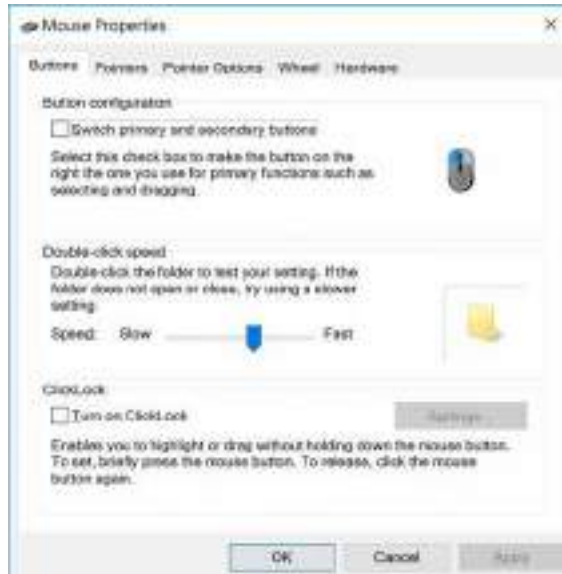 Mouse Properties
Buttons Pointers Pointer Options Wheel Hardware
Button configuration
Switch primary and secondary buttons
Select this check box to make the button on the
right the one you use for primary functions such as
selecting and dragging.
Double-click speed
Double-click the folder to test your setting. If the
folder does not open or close, try using a slower
setting.
Speed: Slow Fast
ClickLock
Turn on ClickLock Settings...
Enables you to highlight or drag without holding down the mouse button.
To set, briefly press the mouse button. To release, click the mouse
button again.
OK Cancel Apply